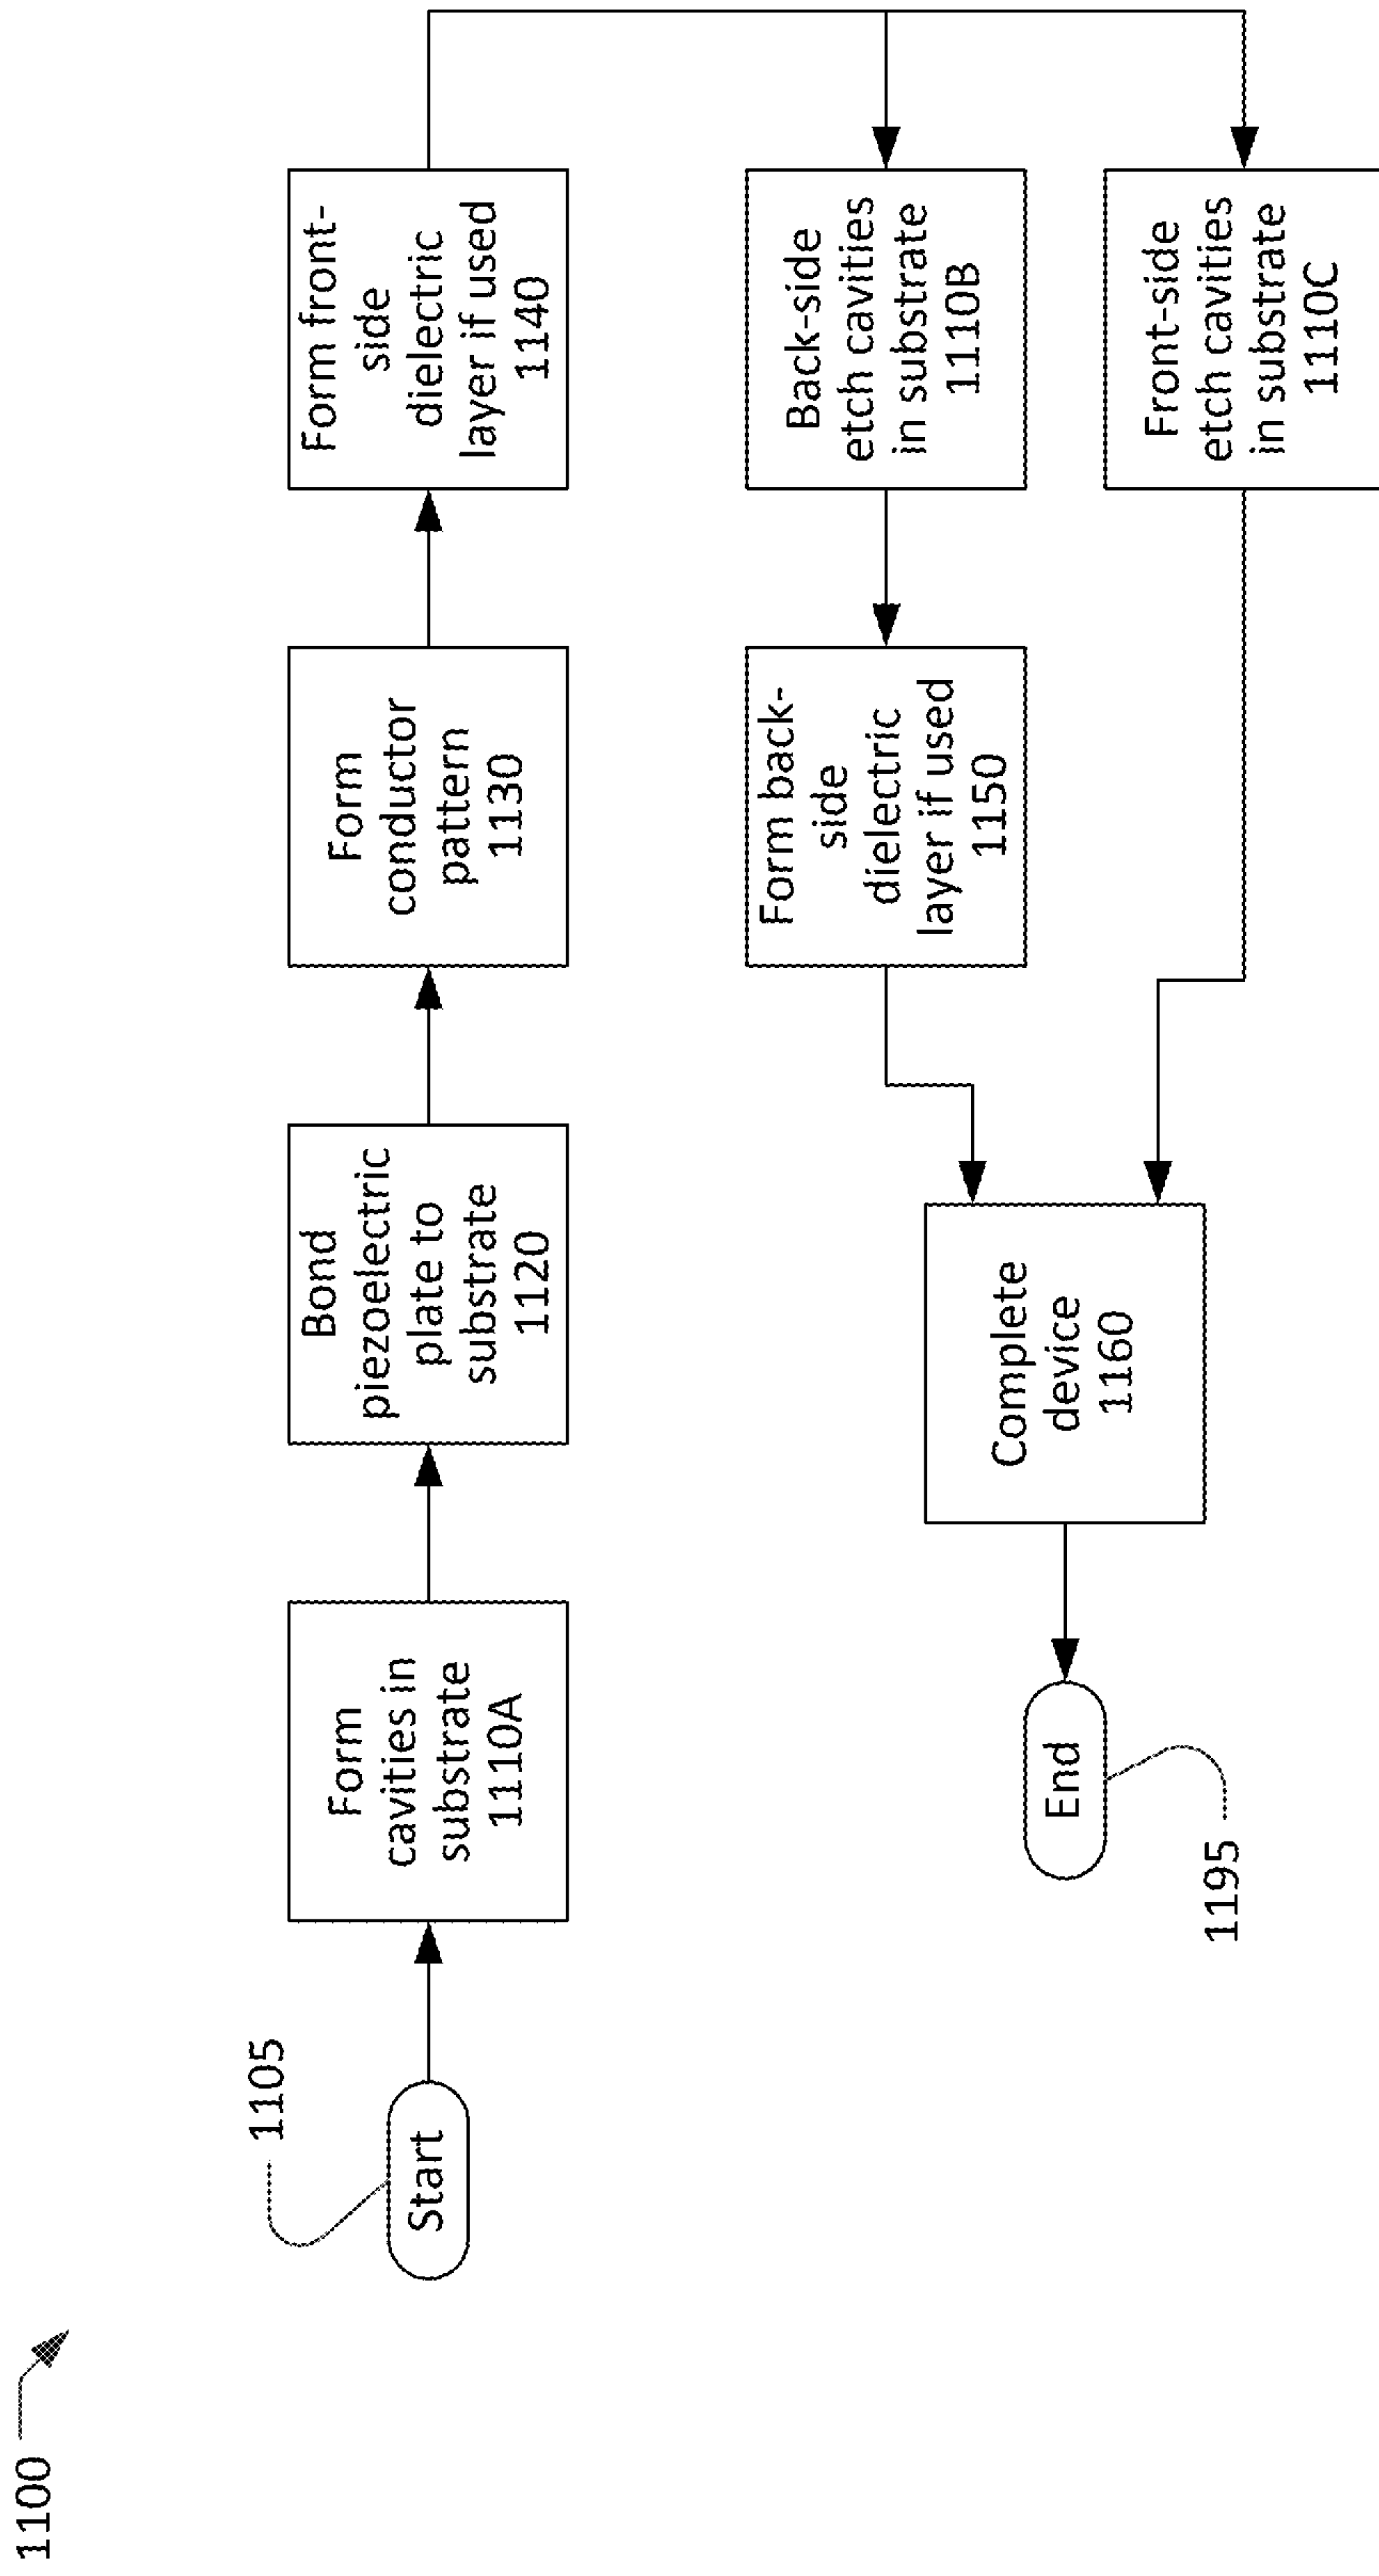 1100
1105
Start
Form
cavities in
substrate
1110A
Bond
piezoelectric
plate to
substrate
1120
Form
conductor
pattern
1130
Form front-
side
dielectric
layer if used
1140
Back-side
etch cavities
in substrate
1110B
Form back-
side
dielectric
layer if used
1150
Front-side
etch cavities
in substrate
1110C
Complete
device
1160
End
1195